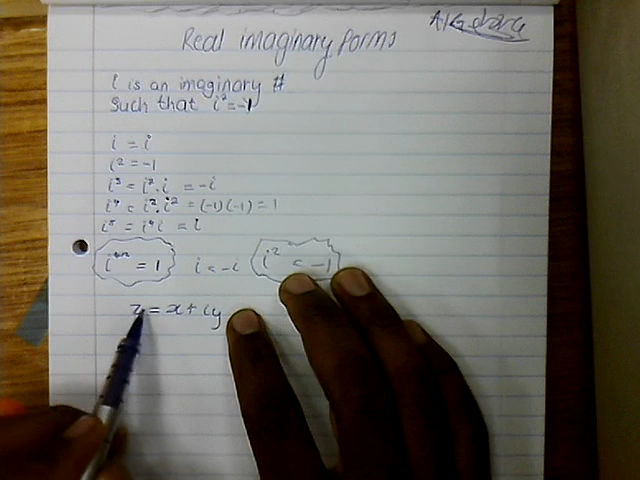 Algebra
Real imaginary forms
i is an imaginary #
such that i² = -1
i = i
i² = -1
i³ = i².i = -i
i⁴ = i².i² = (-1)(-1) = 1
i⁵ = i⁴i = i
i⁴ⁿ = 1 i = -i i² = -1
z = x + iy